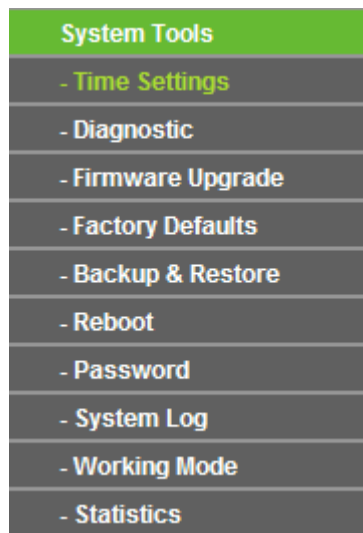 System Tools
- Time Settings
- Diagnostic
- Firmware Upgrade
- Factory Defaults
- Backup & Restore
- Reboot
- Password
- System Log
- Working Mode
- Statistics